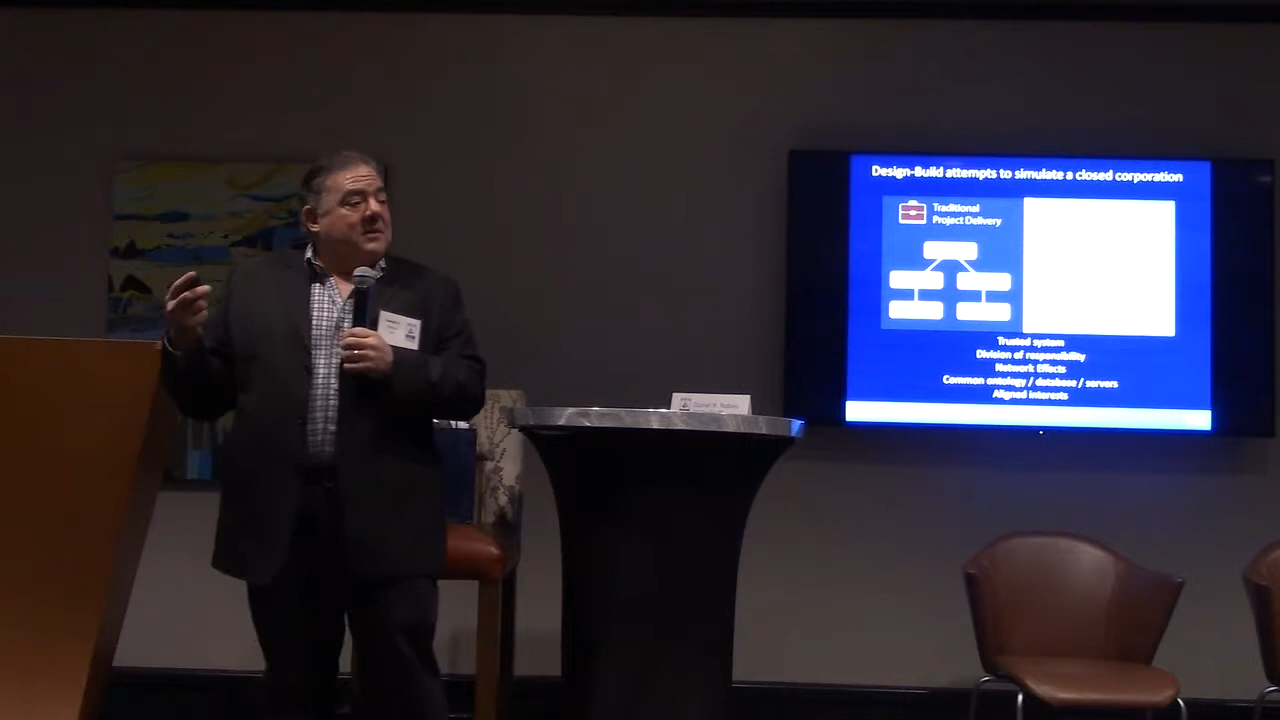 Design-Build attempts to simulate a closed corporation
Traditional
Project Delivery
Trusted system
Division of responsibility
Network Effects
Common ontology / database / servers
Aligned interests